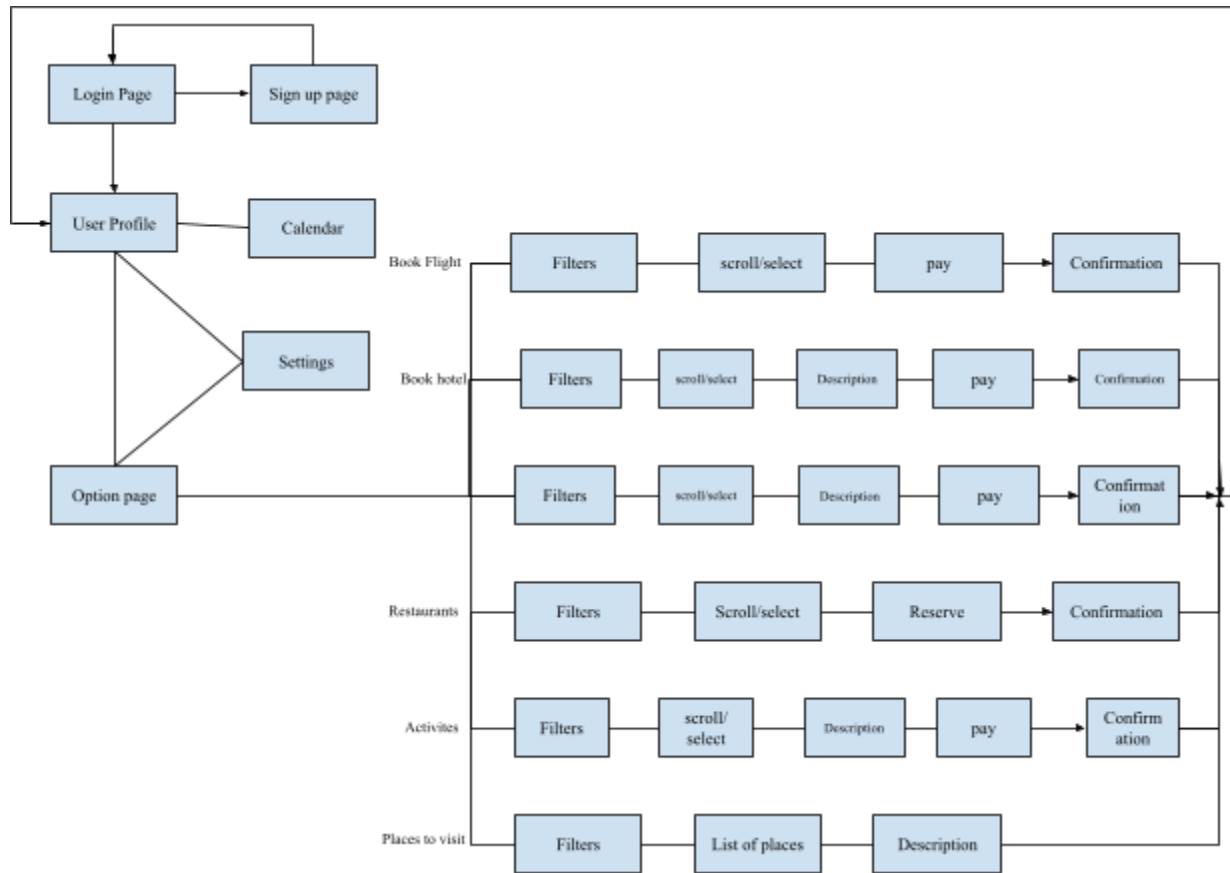 Login Page
Sign up page
User Profile
Calendar
Settings
Option page
Book Flight
Filters
scroll/select
pay
Confirmation
Book hotel
Filters
scroll/select
Description
pay
Confirmation
Filters
scroll/select
Description
pay
Confirmat
ion
Restaurants
Filters
Scroll/select
Reserve
Confirmation
Activites
Filters
scroll/
select
Description
pay
Confirm
ation
Places to visit
Filters
List of places
Description